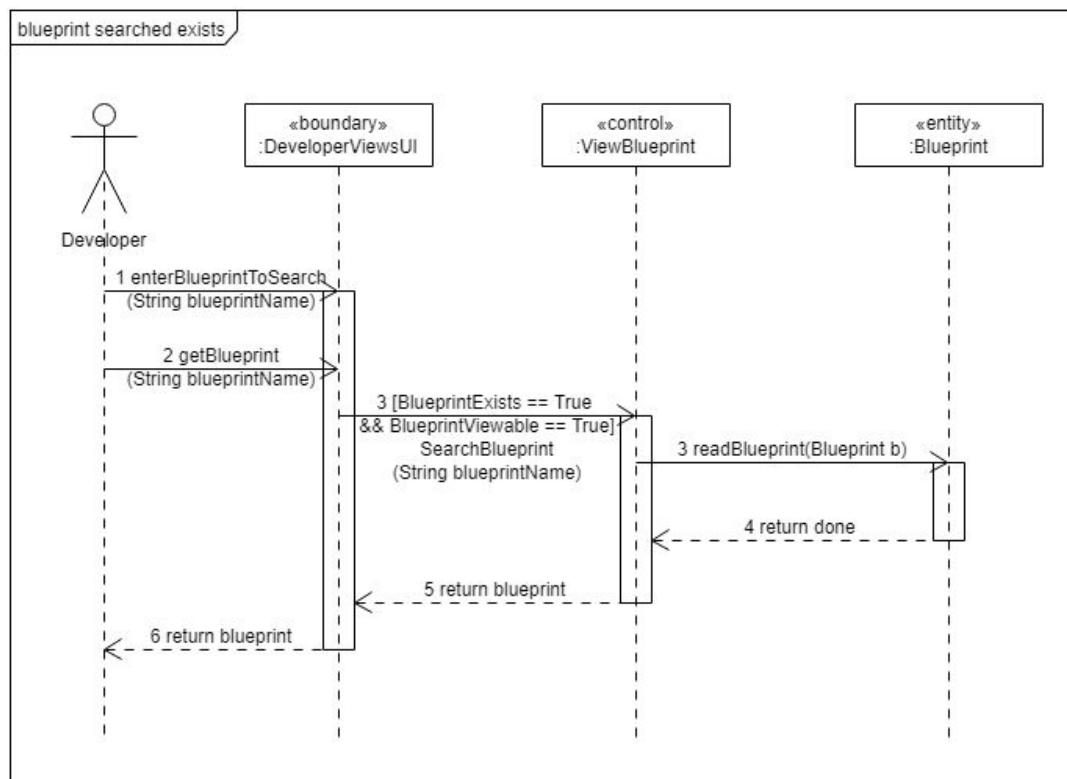 blueprint searched exists
«boundary»
:DeveloperViewsUI
«control»
:ViewBlueprint
«entity»
:Blueprint
Developer
1 enterBlueprintToSearch
(String blueprintName)
2 getBlueprint
(String blueprintName)
3 [BlueprintExists == True
&& BlueprintViewable == True]
SearchBlueprint
(String blueprintName)
3 readBlueprint(Blueprint b)
4 return done
5 return blueprint
6 return blueprint